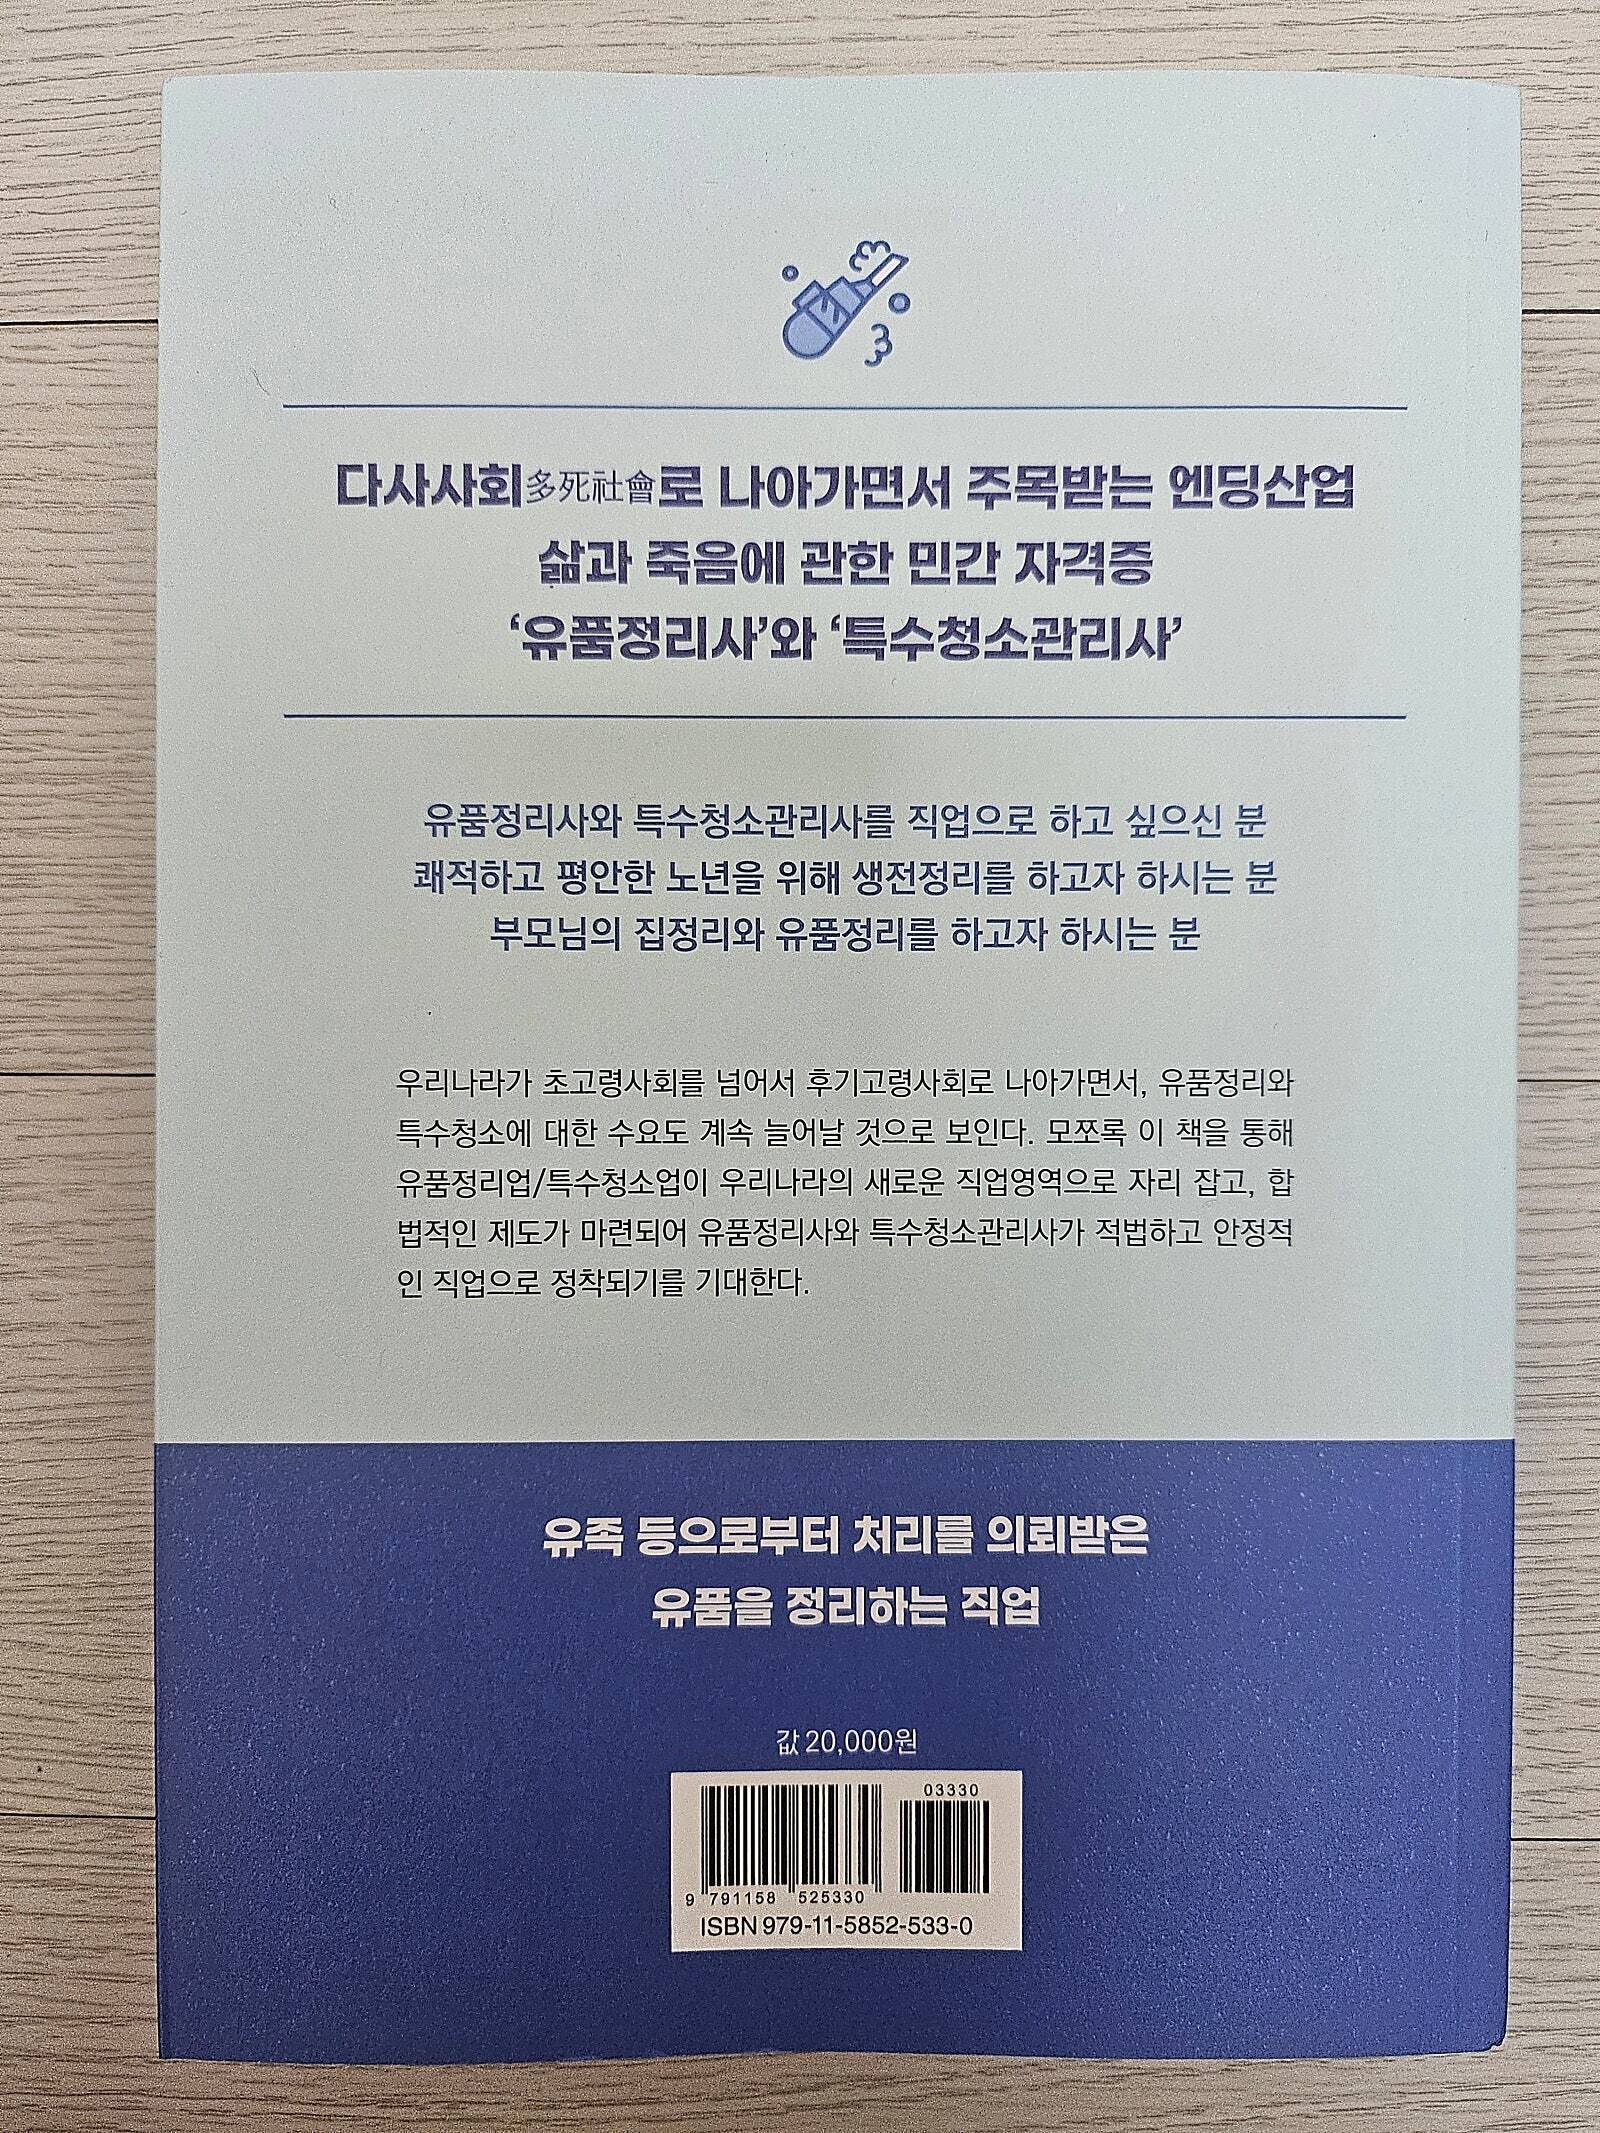 다사사회多死社會로 나아가면서 주목받는 엔딩산업
삶과 죽음에 관한 민간 자격증
‘유품정리사’와 ‘특수청소관리사’
유품정리사와 특수청소관리사를 직업으로 하고 싶으신 분
쾌적하고 평안한 노년을 위해 생전정리를 하고자 하시는 분
부모님의 집정리와 유품정리를 하고자 하시는 분
우리나라가 초고령사회를 넘어서 후기고령사회로 나아가면서, 유품정리와
특수청소에 대한 수요도 계속 늘어날 것으로 보인다. 모쪼록 이 책을 통해
유품정리업/특수청소업이 우리나라의 새로운 직업영역으로 자리 잡고, 합
법적인 제도가 마련되어 유품정리사와 특수청소관리사가 적법하고 안정적
인 직업으로 정착되기를 기대한다.
유족 등으로부터 처리를 의뢰받은
유품을 정리하는 직업
값 20,000원
03330
9 791158 525330
ISBN 979-11-5852-533-0